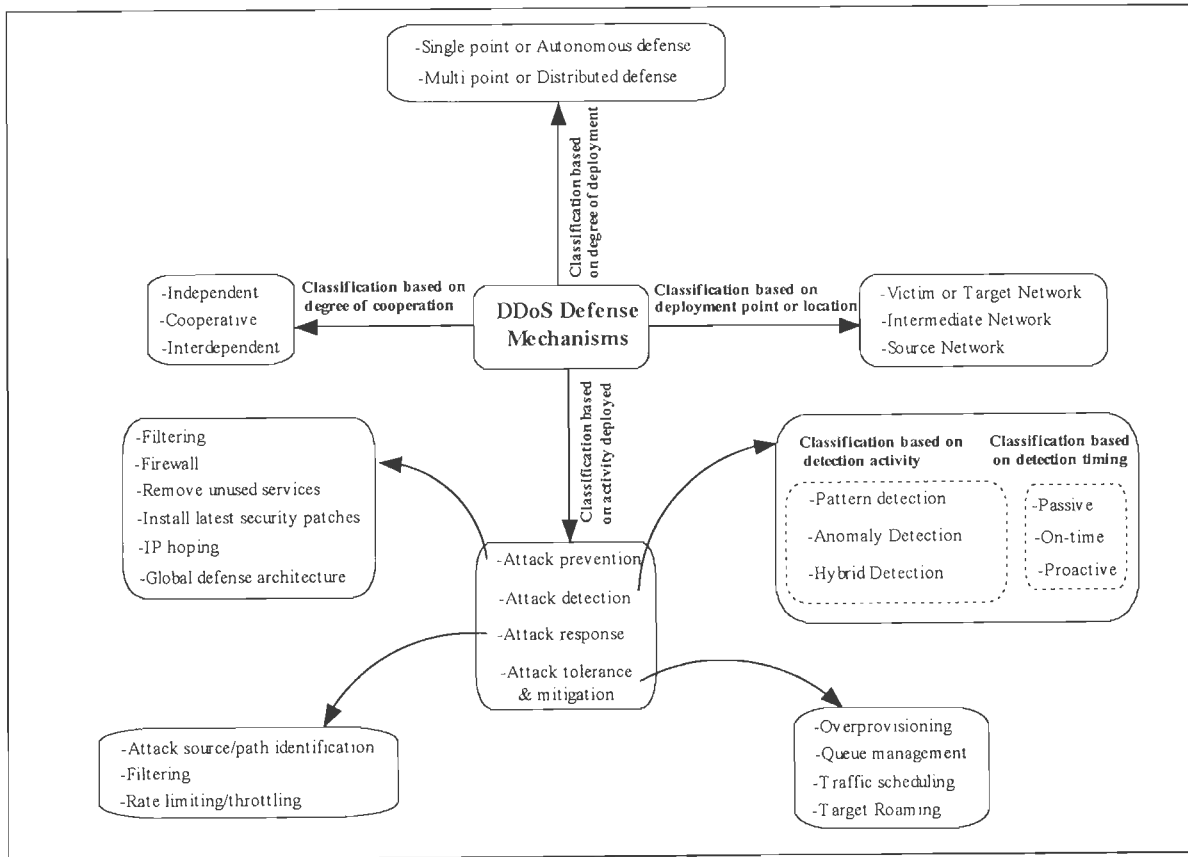 -Single point or Autonomous defense
-Multi point or Distributed defense
Classification based
on degree of deployment
-Independent
-Cooperative
-Interdependent
Classification based on
degree of cooperation
DDoS Defense
Mechanisms
Classification based on
deployment point or location
-Victim or Target Network
-Intermediate Network
-Source Network
Classification based
on activity deployed
-Filtering
-Firewall
-Remove unused services
-Install latest security patches
-IP hoping
-Global defense architecture
Classification based on
detection activity
-Pattern detection
-Anomaly Detection
-Hybrid Detection
Classification based
on detection timing
-Passive
-On-time
-Proactive
-Attack prevention
-Attack detection
-Attack response
-Attack tolerance
& mitigation
-Attack source/path identification
-Filtering
-Rate limiting/throttling
-Overprovisioning
-Queue management
-Traffic scheduling
-Target Roaming